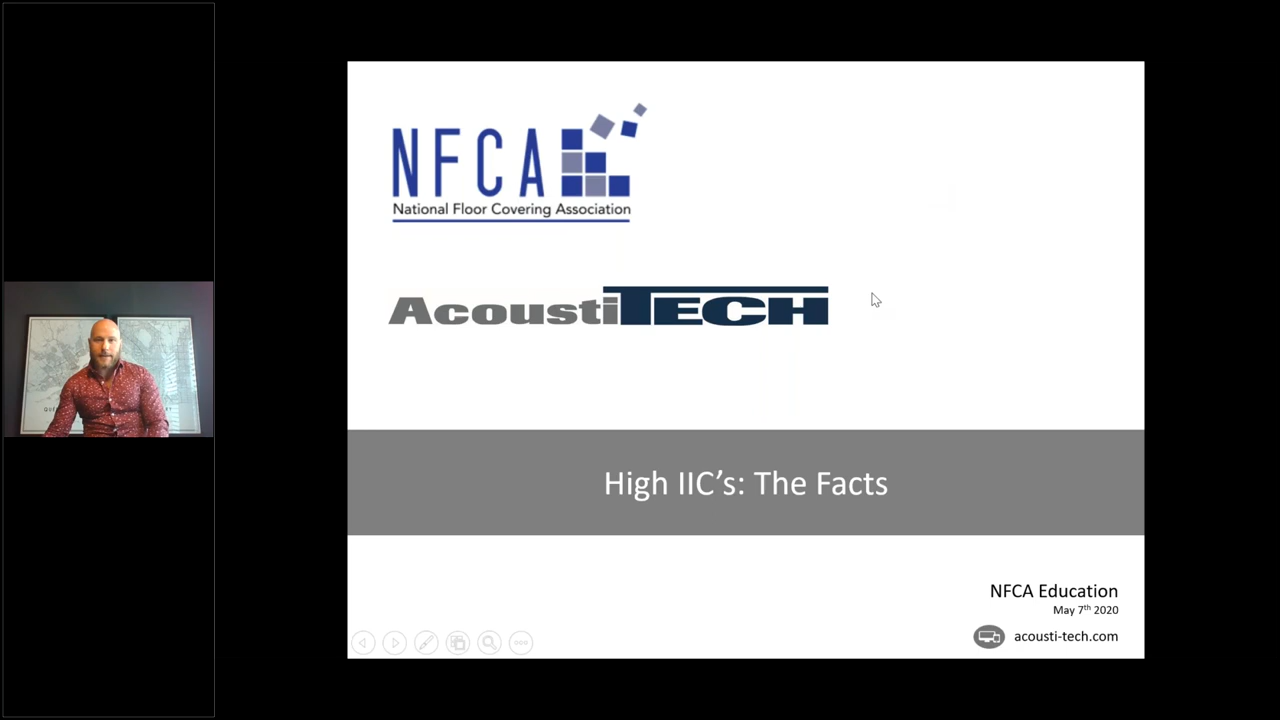 NFCA
National Floor Covering Association
AcoustiTECH
High IIC's: The Facts
NFCA Education
May 7th 2020
acousti-tech.com